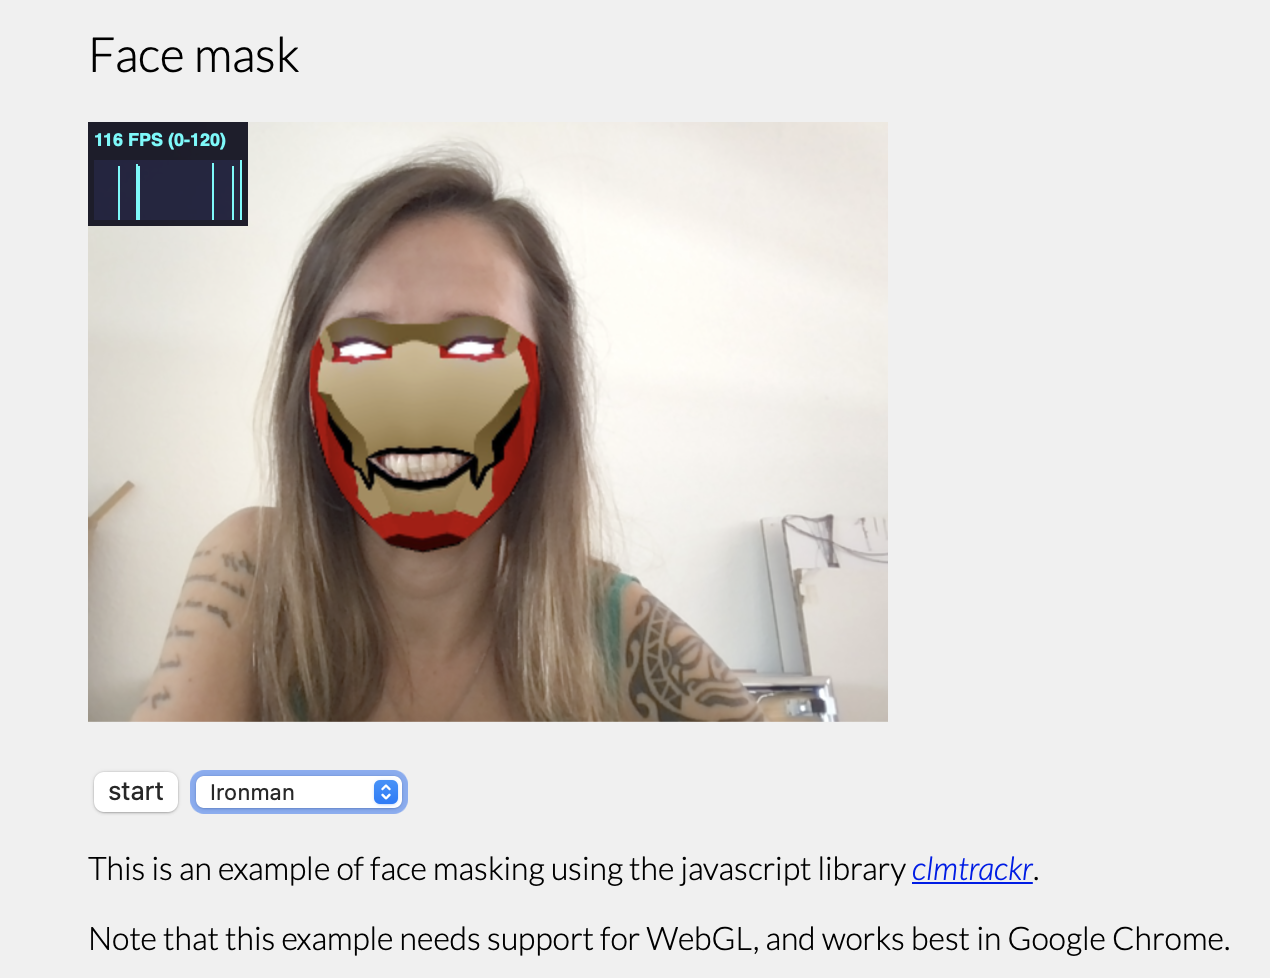 Face mask
116 FPS (0-120)
start
Ironman
This is an example of face masking using the javascript library clmtrackr.
Note that this example needs support for WebGL, and works best in Google Chrome.